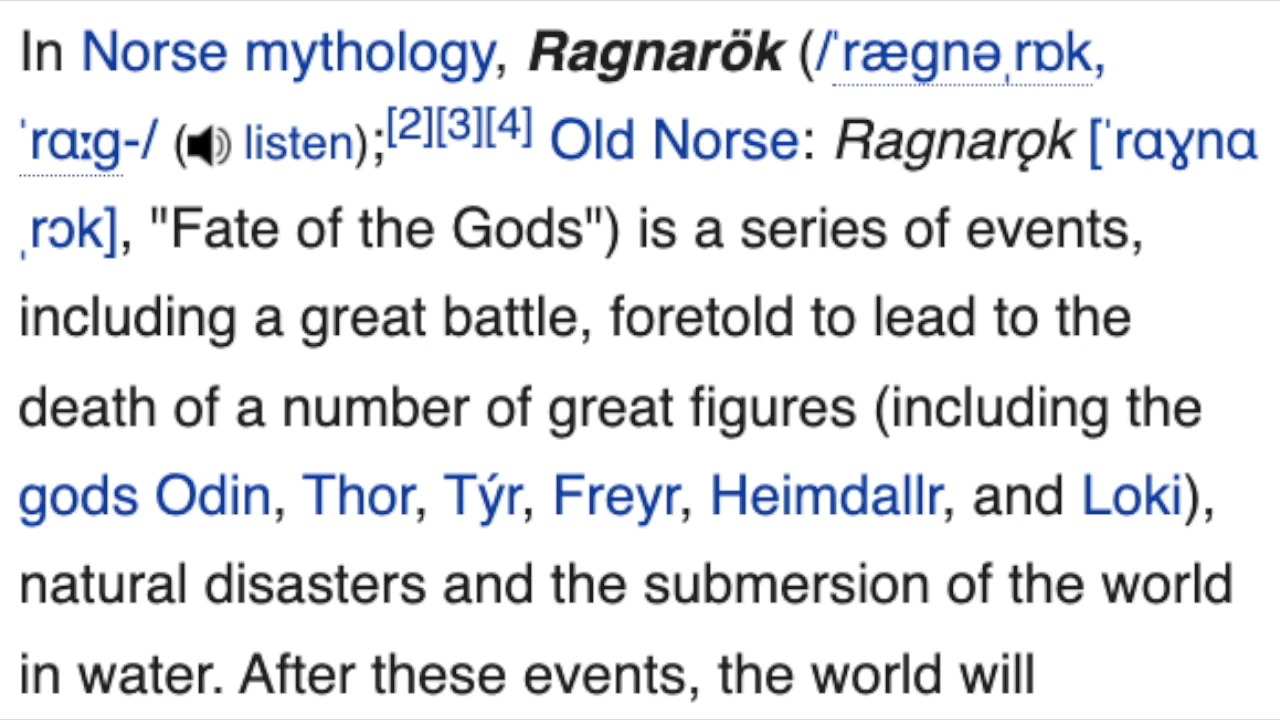 In Norse mythology, Ragnarök (/ˈræɡnəˌrɒk,
ˈrɑːɡ-/ (listen);[2][3][4] Old Norse: Ragnarǫk [ˈrɑɣnɑ
ˌrɔk], "Fate of the Gods") is a series of events,
including a great battle, foretold to lead to the
death of a number of great figures (including the
gods Odin, Thor, Týr, Freyr, Heimdallr, and Loki),
natural disasters and the submersion of the world
in water. After these events, the world will